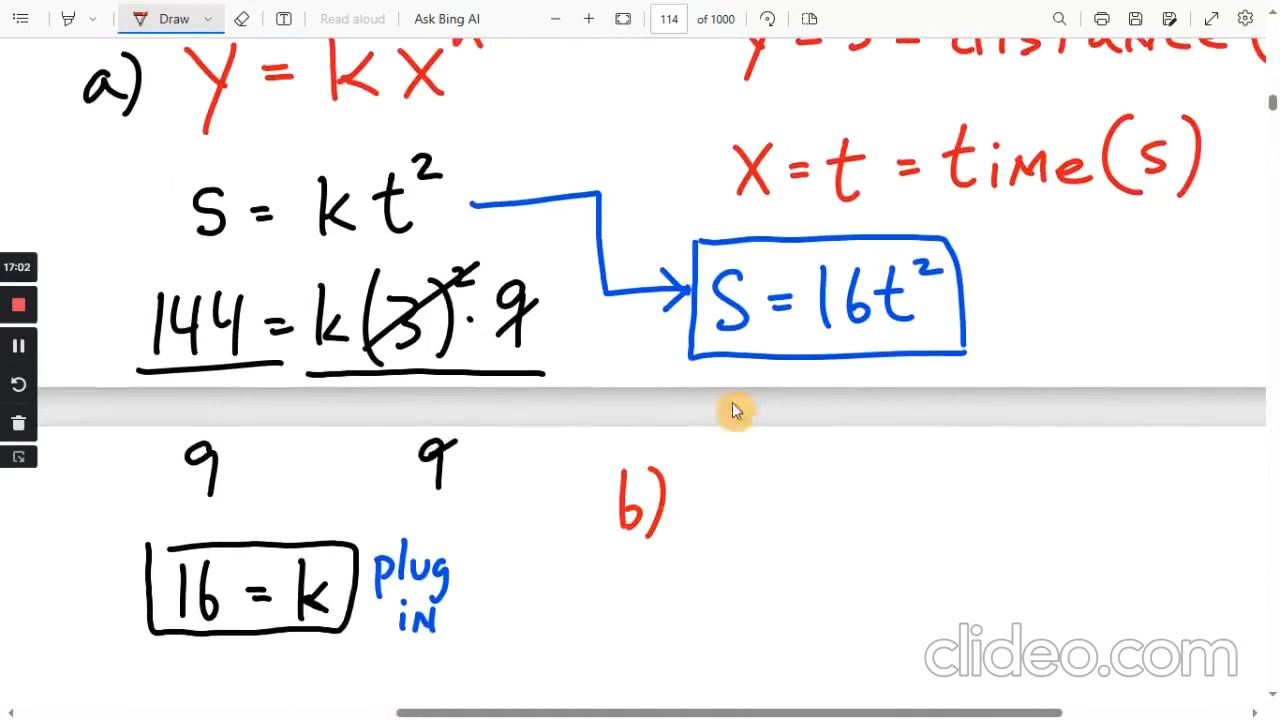 Draw
Read aloud
Ask Bing AI
114 of 1000
a) y = k x
x = t = time (s)
s = k t²
S = 16t²
144 = k(3)² · 9
17:02
9 9
b)
16 = k
plug
in
clideo.com